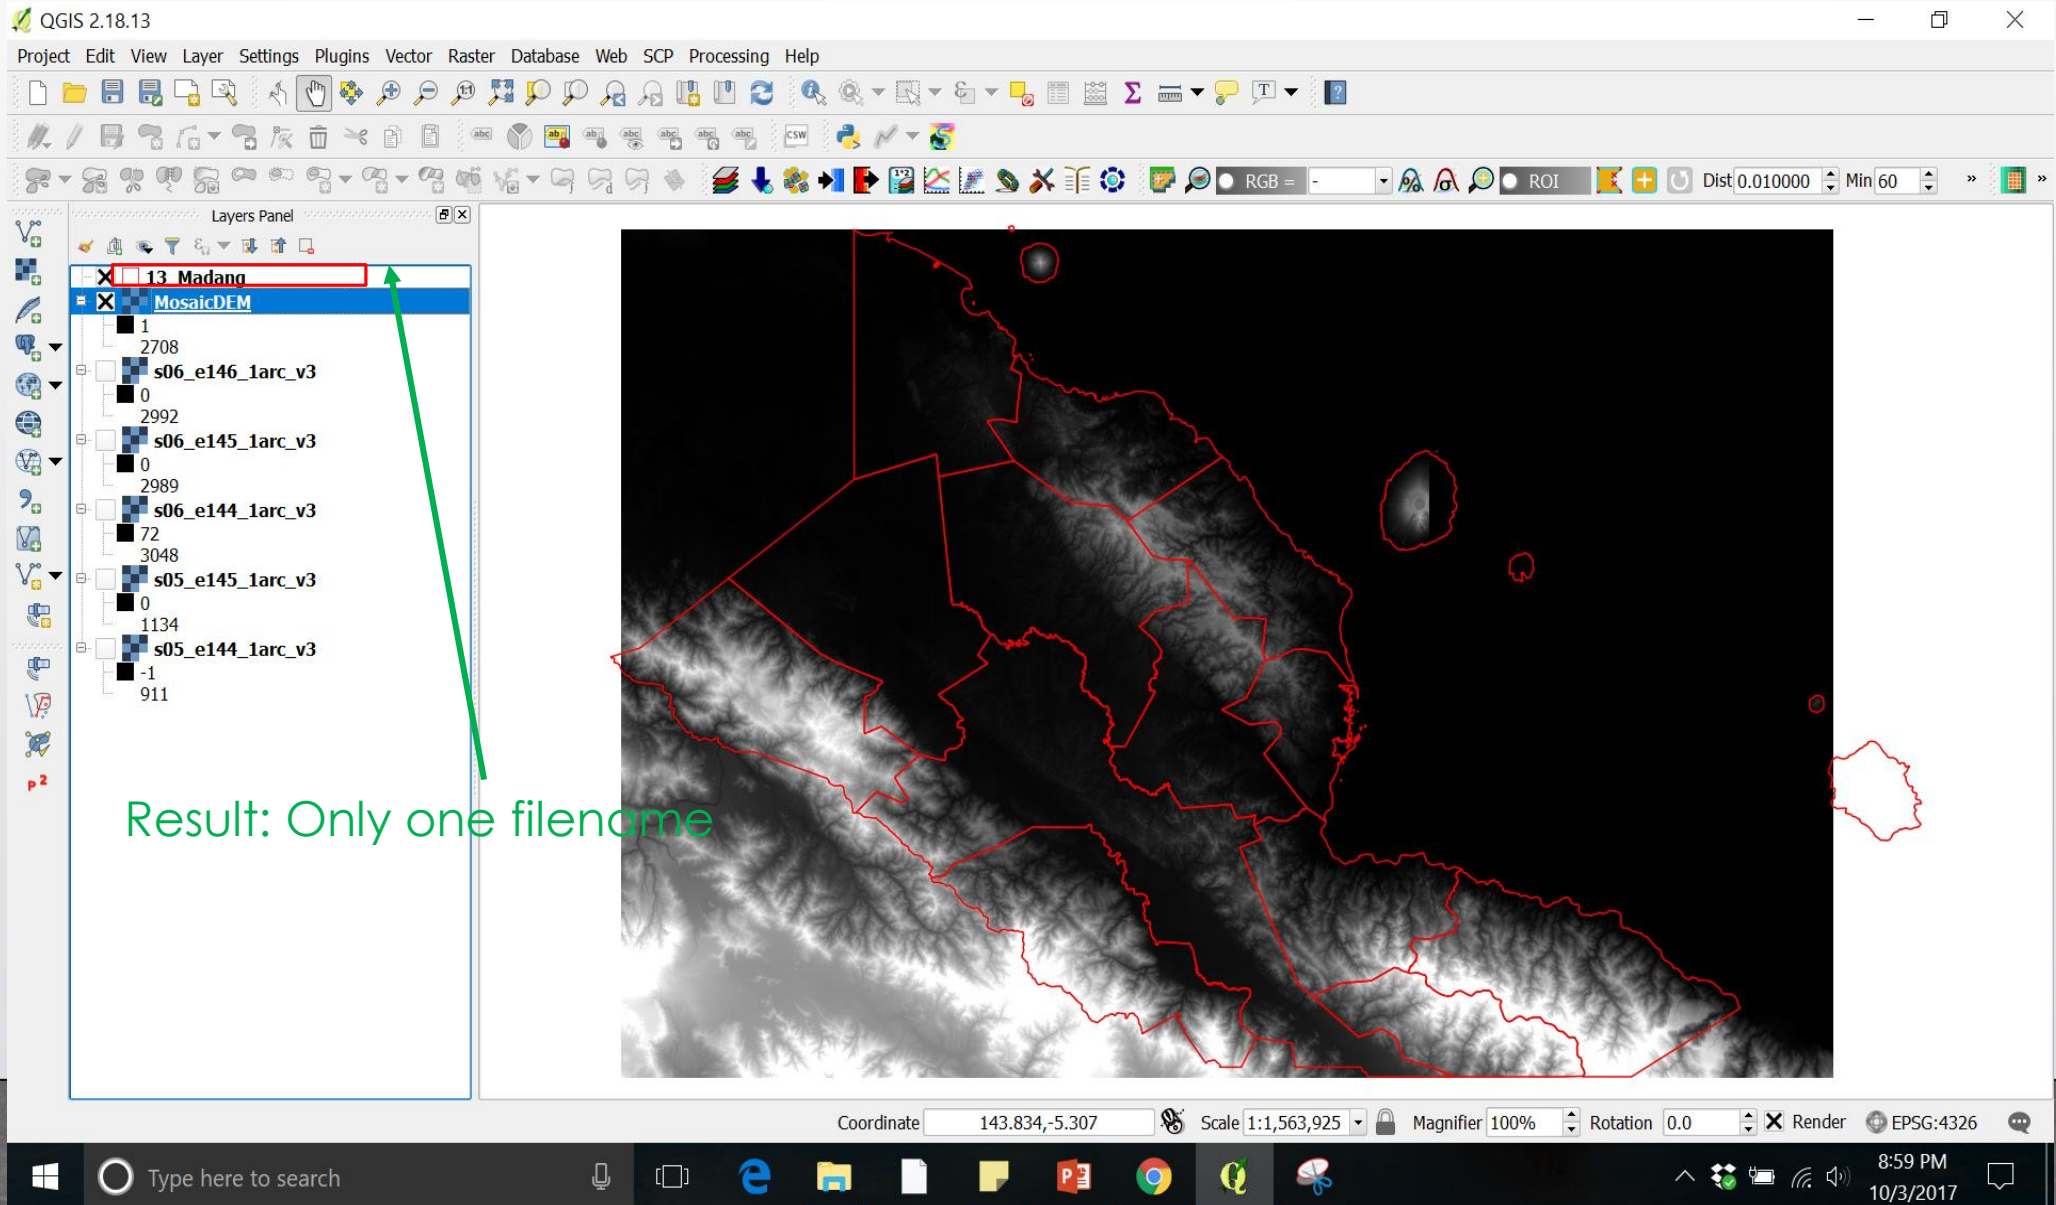 QGIS 2.18.13
Project Edit View Layer Settings Plugins Vector Raster Database Web SCP Processing Help
CSW
RGB = - ROI Dist 0.010000 Min 60 » »
Layers Panel
13_Madang
MosaicDEM
1
2708
s06_e146_1arc_v3
0
2992
s06_e145_1arc_v3
0
2989
s06_e144_1arc_v3
72
3048
s05_e145_1arc_v3
0
1134
s05_e144_1arc_v3
-1
911
Result: Only one filename
Coordinate 143.834,-5.307 Scale 1:1,563,925 Magnifier 100% Rotation 0.0 Render EPSG:4326
Type here to search
8:59 PM
10/3/2017